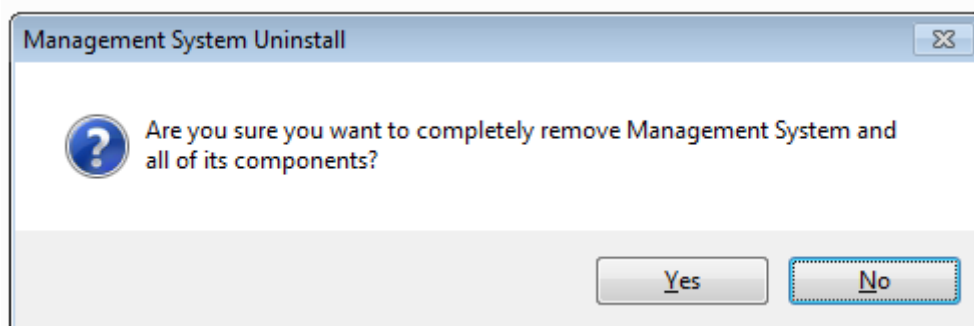 Management System Uninstall
Are you sure you want to completely remove Management System and
all of its components?
Yes
No